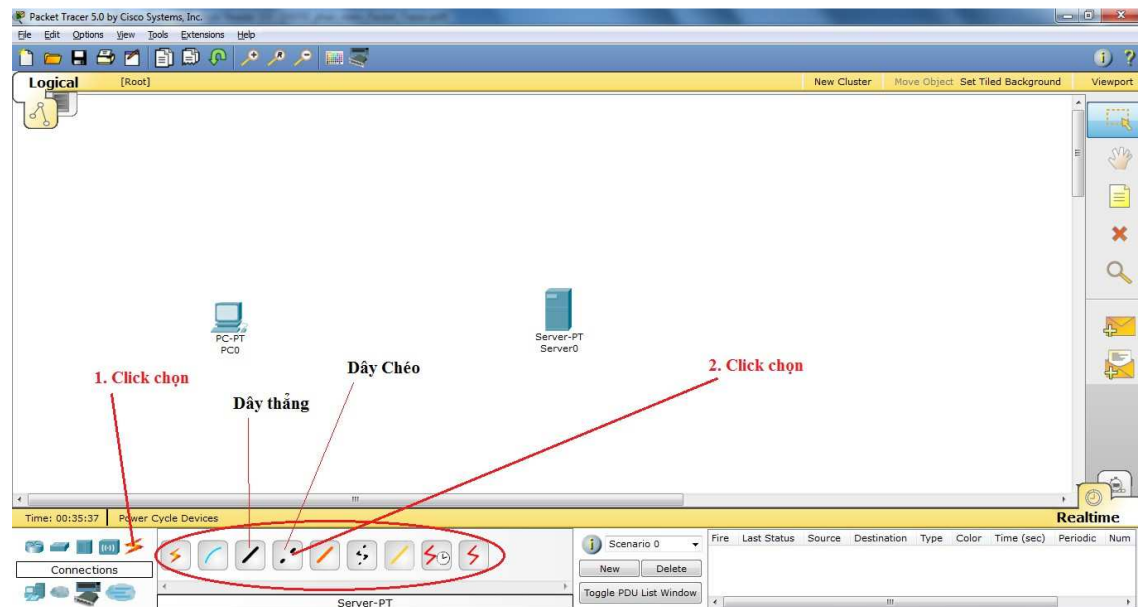 Packet Tracer 5.0 by Cisco Systems, Inc.
File Edit Options View Tools Extensions Help
Logical [Root] New Cluster Move Object Set Tiled Background Viewport
PC-PT
PC0
Server-PT
Server0
1. Click chọn
Dây thẳng
Dây Chéo
2. Click chọn
Time: 00:35:37 Power Cycle Devices Realtime
Connections
Server-PT
Scenario 0
New Delete
Toggle PDU List Window
Fire Last Status Source Destination Type Color Time (sec) Periodic Num